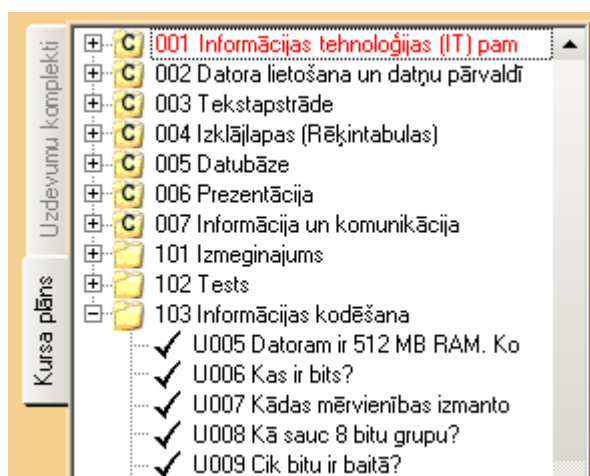 Uzdevumu komplekti
Kursa plāns
C 001 Informācijas tehnoloģijas (IT) pam
C 002 Datora lietošana un datņu pārvaldī
C 003 Tekstapstrāde
C 004 Izklājlapas (Rēķintabulas)
C 005 Datubāze
C 006 Prezentācija
C 007 Informācija un komunikācija
101 Izmeginajums
102 Tests
103 Informācijas kodēšana
U005 Datoram ir 512 MB RAM. Ko
U006 Kas ir bits?
U007 Kādas mērvienības izmanto
U008 Kā sauc 8 bitu grupu?
U009 Cik bitu ir baitā?